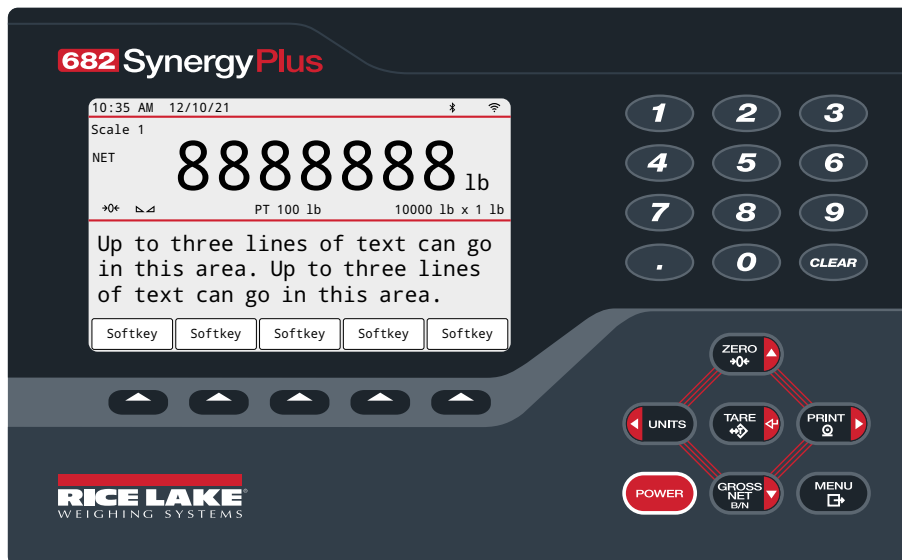 682 SynergyPlus
10:35 AM 12/10/21
Scale 1
NET
8888888 lb
→0← PT 100 lb 10000 lb x 1 lb
Up to three lines of text can go
in this area. Up to three lines
of text can go in this area.
Softkey Softkey Softkey Softkey Softkey
1 2 3
4 5 6
7 8 9
. 0 CLEAR
ZERO
→0←
UNITS
TARE
PRINT
POWER
GROSS
NET
B/N
MENU
RICE LAKE®
WEIGHING SYSTEMS